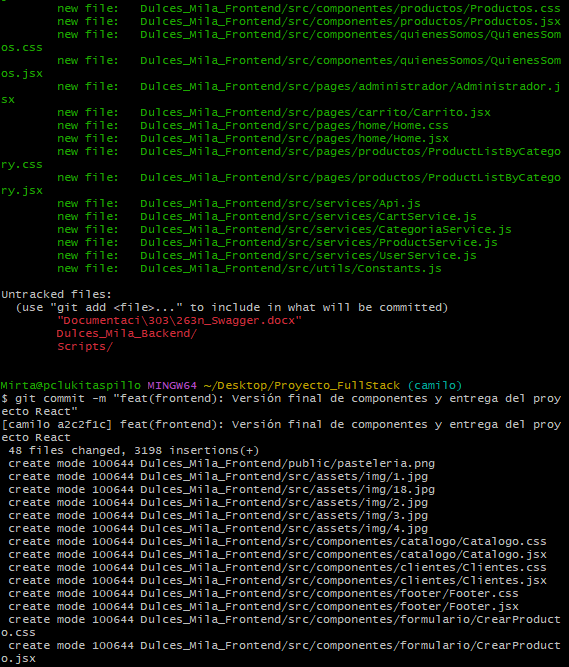 new file:   Dulces_Mila_Frontend/src/componentes/productos/Productos.css
new file:   Dulces_Mila_Frontend/src/componentes/productos/Productos.jsx
new file:   Dulces_Mila_Frontend/src/componentes/quienesSomos/QuienesSom
os.css
new file:   Dulces_Mila_Frontend/src/componentes/quienesSomos/QuienesSom
os.jsx
new file:   Dulces_Mila_Frontend/src/pages/administrador/Administrador.j
sx
new file:   Dulces_Mila_Frontend/src/pages/carrito/Carrito.jsx
new file:   Dulces_Mila_Frontend/src/pages/home/Home.css
new file:   Dulces_Mila_Frontend/src/pages/home/Home.jsx
new file:   Dulces_Mila_Frontend/src/pages/productos/ProductListByCatego
ry.css
new file:   Dulces_Mila_Frontend/src/pages/productos/ProductListByCatego
ry.jsx
new file:   Dulces_Mila_Frontend/src/services/Api.js
new file:   Dulces_Mila_Frontend/src/services/CartService.js
new file:   Dulces_Mila_Frontend/src/services/CategoriaService.js
new file:   Dulces_Mila_Frontend/src/services/ProductService.js
new file:   Dulces_Mila_Frontend/src/services/UserService.js
new file:   Dulces_Mila_Frontend/src/utils/Constants.js
Untracked files:
(use "git add <file>..." to include in what will be committed)
"Documentaci\303\263n_Swagger.docx"
Dulces_Mila_Backend/
Scripts/
Mirta@pclukitaspillo MINGW64 ~/Desktop/Proyecto_FullStack (camilo)
$ git commit -m "feat(frontend): Versión final de componentes y entrega del proy
ecto React"
[camilo a2c2f1c] feat(frontend): Versión final de componentes y entrega del proy
ecto React
48 files changed, 3198 insertions(+)
create mode 100644 Dulces_Mila_Frontend/public/pasteleria.png
create mode 100644 Dulces_Mila_Frontend/src/assets/img/1.jpg
create mode 100644 Dulces_Mila_Frontend/src/assets/img/18.jpg
create mode 100644 Dulces_Mila_Frontend/src/assets/img/2.jpg
create mode 100644 Dulces_Mila_Frontend/src/assets/img/3.jpg
create mode 100644 Dulces_Mila_Frontend/src/assets/img/4.jpg
create mode 100644 Dulces_Mila_Frontend/src/componentes/catalogo/Catalogo.css
create mode 100644 Dulces_Mila_Frontend/src/componentes/catalogo/Catalogo.jsx
create mode 100644 Dulces_Mila_Frontend/src/componentes/clientes/Clientes.css
create mode 100644 Dulces_Mila_Frontend/src/componentes/clientes/Clientes.jsx
create mode 100644 Dulces_Mila_Frontend/src/componentes/footer/Footer.css
create mode 100644 Dulces_Mila_Frontend/src/componentes/footer/Footer.jsx
create mode 100644 Dulces_Mila_Frontend/src/componentes/formulario/CrearProduct
o.css
create mode 100644 Dulces_Mila_Frontend/src/componentes/formulario/CrearProduct
o.jsx